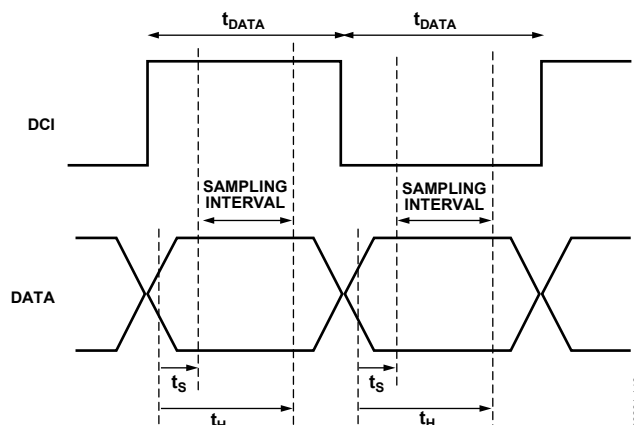 tDATA tDATA
DCI
SAMPLING
INTERVAL
SAMPLING
INTERVAL
DATA
tS tS
tH tH